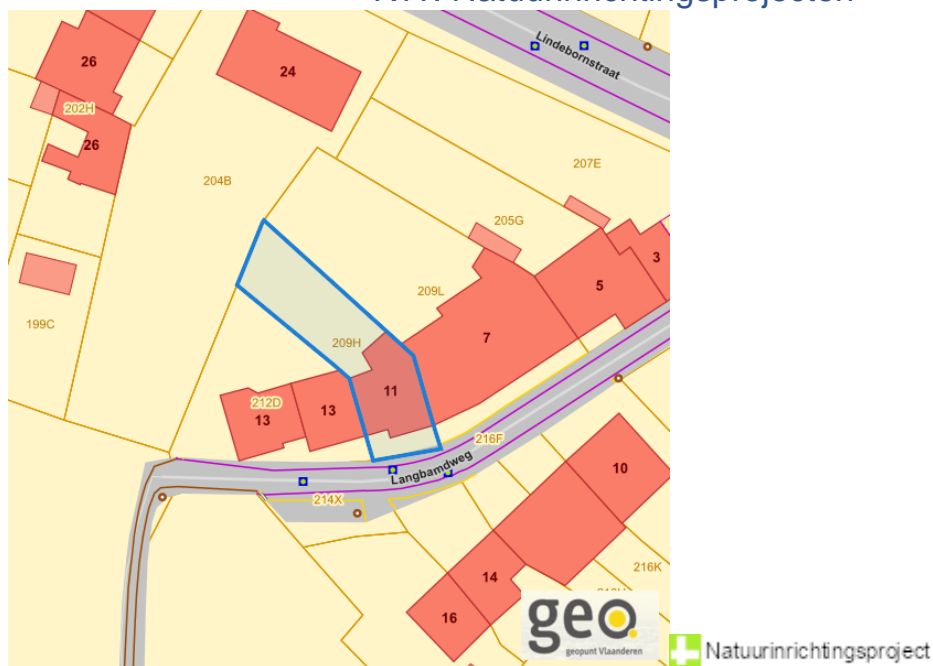 Natuurinrichtingsprojecten
Lindebornstraat
26
24
202H
26
207E
204B
205G
3
5
209L
199C
7
209H
11
212D
13
13
216F
Langbamdweg
10
214X
216K
14
16
geo
geopunt Vlaanderen
Natuurinrichtingsproject